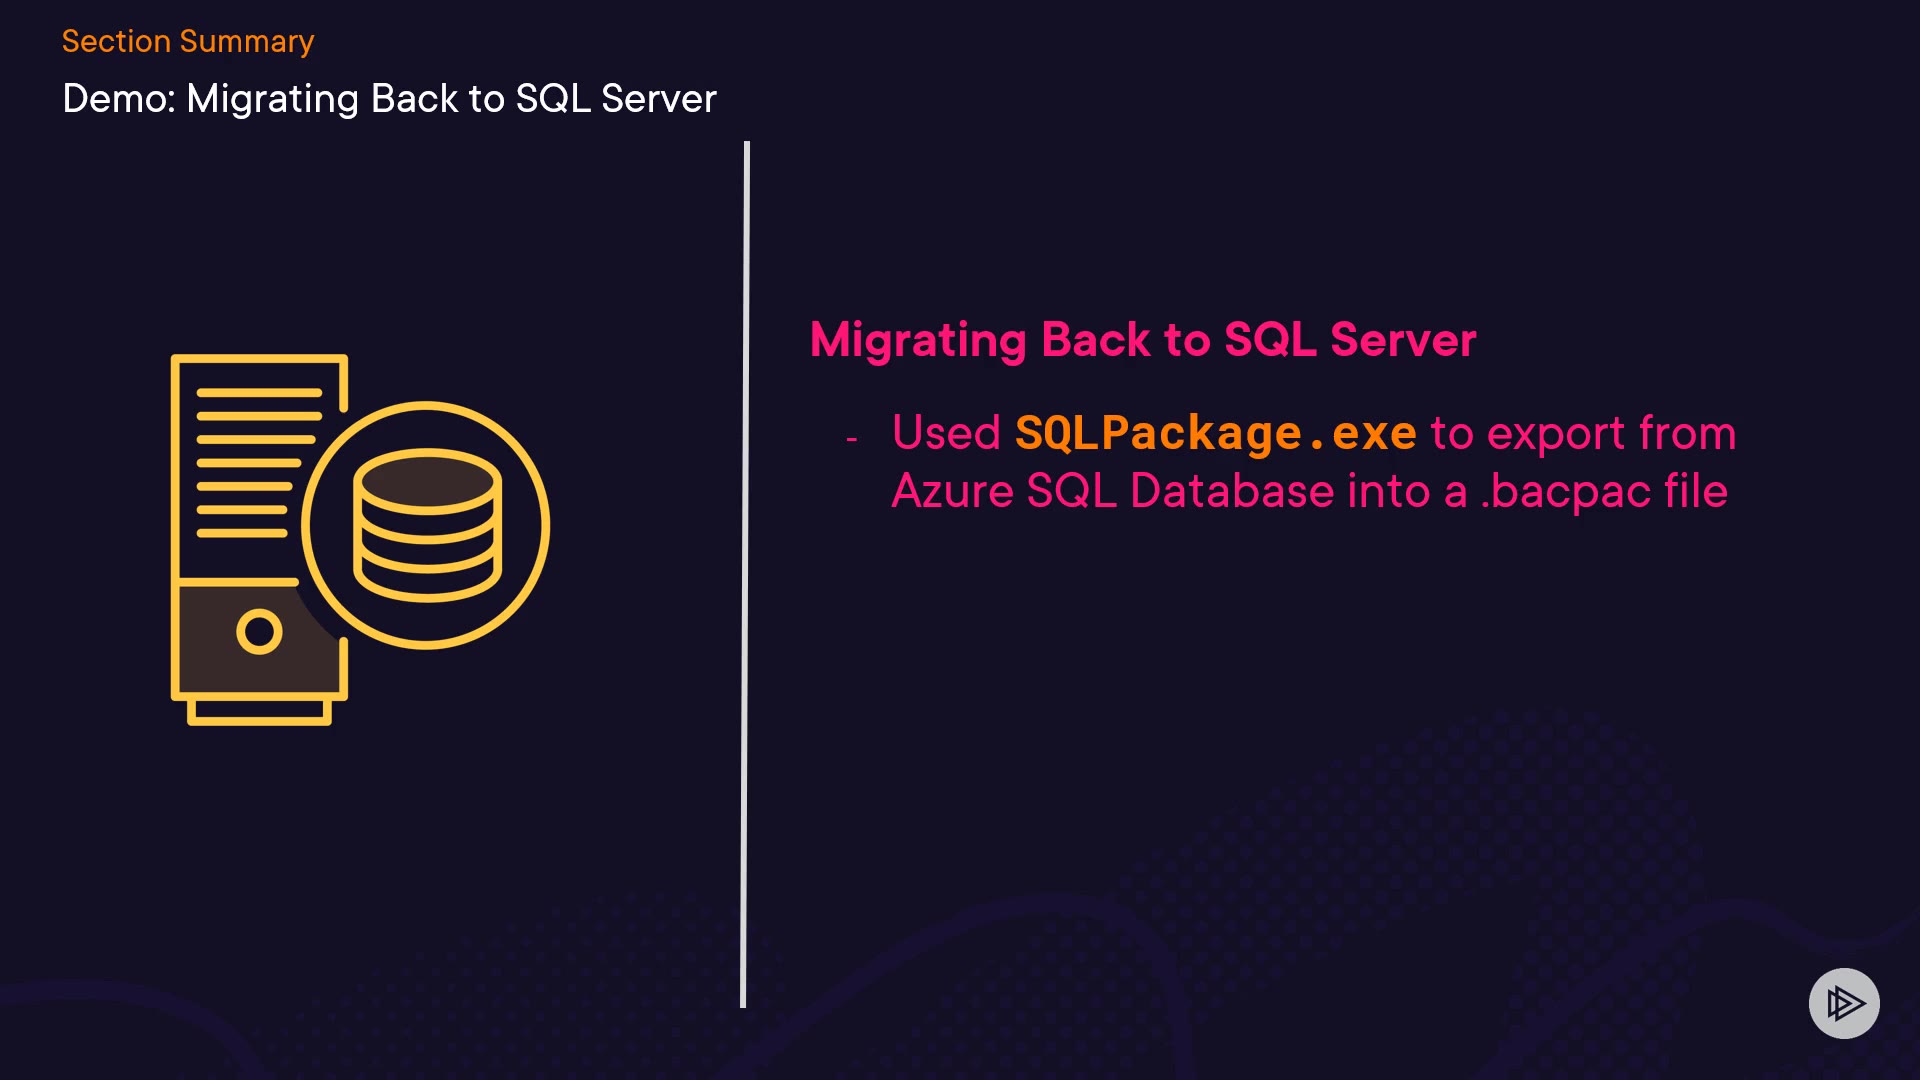 Section Summary
Demo: Migrating Back to SQL Server
Migrating Back to SQL Server
- Used SQLPackage.exe to export from
Azure SQL Database into a .bacpac file